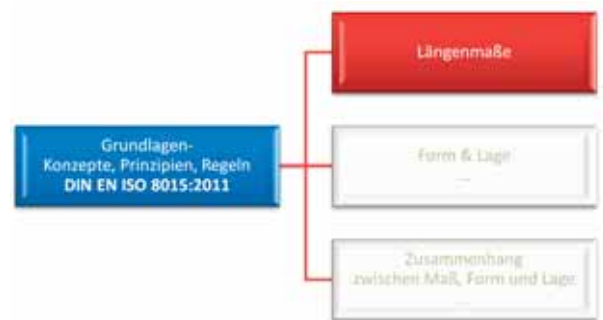 Längenmaße
Grundlagen-
Konzepte, Prinzipien, Regeln
DIN EN ISO 8015:2011
Form & Lage
...
Zusammenhang
zwischen Maß, Form und Lage